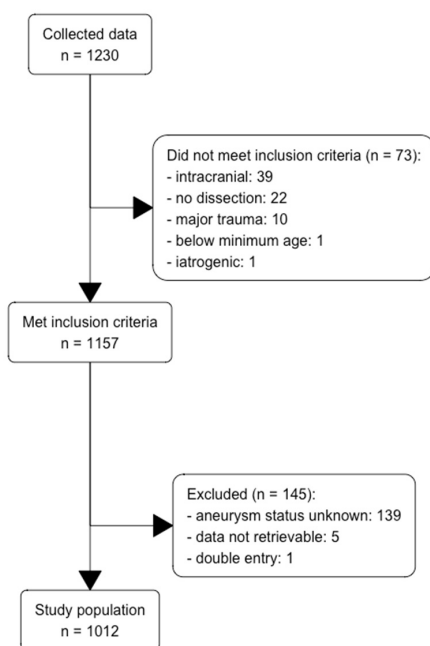 Collected data
n = 1230
Did not meet inclusion criteria (n = 73):
- intracranial: 39
- no dissection: 22
- major trauma: 10
- below minimum age: 1
- iatrogenic: 1
Met inclusion criteria
n = 1157
Excluded (n = 145):
- aneurysm status unknown: 139
- data not retrievable: 5
- double entry: 1
Study population
n = 1012